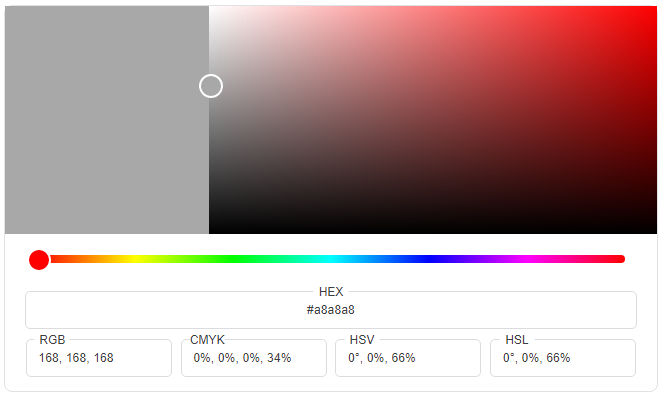 HEX
#a8a8a8
RGB
168, 168, 168
CMYK
0%, 0%, 0%, 34%
HSV
0°, 0%, 66%
HSL
0°, 0%, 66%